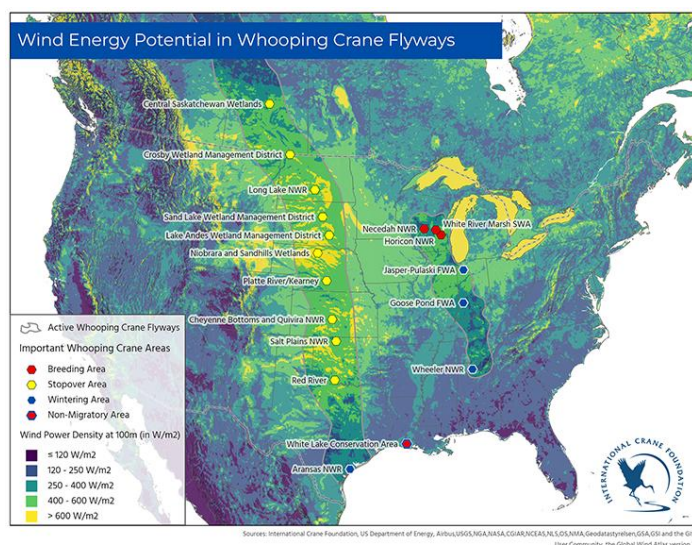 Wind Energy Potential in Whooping Crane Flyways
Central Saskatchewan Wetlands
Crosby Wetland Management District
Long Lake NWR
Sand Lake Wetland Management District
Lake Andes Wetland Management District
Niobrara and Sandhills Wetlands
Platte River/Kearney
Cheyenne Bottoms and Quivira NWR
Salt Plains NWR
Red River
White Lake Conservation Area
Aransas NWR
Necedah NWR
White River Marsh SWA
Horicon NWR
Jasper-Pulaski FWA
Goose Pond FWA
Wheeler NWR
Active Whooping Crane Flyways
Important Whooping Crane Areas
Breeding Area
Stopover Area
Wintering Area
Non-Migratory Area
Wind Power Density at 100m (in W/m2)
≤ 120 W/m2
120 - 250 W/m2
250 - 400 W/m2
400 - 600 W/m2
> 600 W/m2
INTERNATIONAL CRANE FOUNDATION
Sources: International Crane Foundation, US Department of Energy, Airbus,USGS,NGA,NASA,CGIAR,NCEAS,NLS,OS,NMA,Geodatastyrelsen,GSA,GSI and the GI
User Community, the Global Wind Atlas version